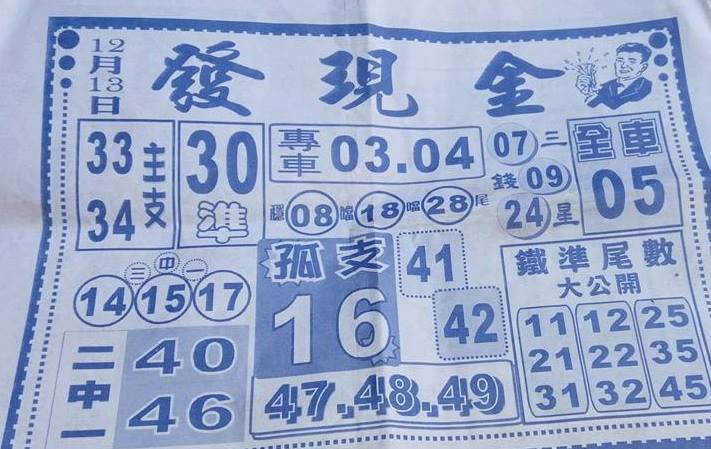 12月13日
發現金
33 34 主支
30 準
專車 03.04
07 09 24 三錢星
全車 05
穩 08 噹 18 噹 28 尾
三中一
14 15 17
孤支 16
41
42
鐵準尾數
大公開
11 12 25
21 22 35
31 32 45
二中一 40 46
47.48.49